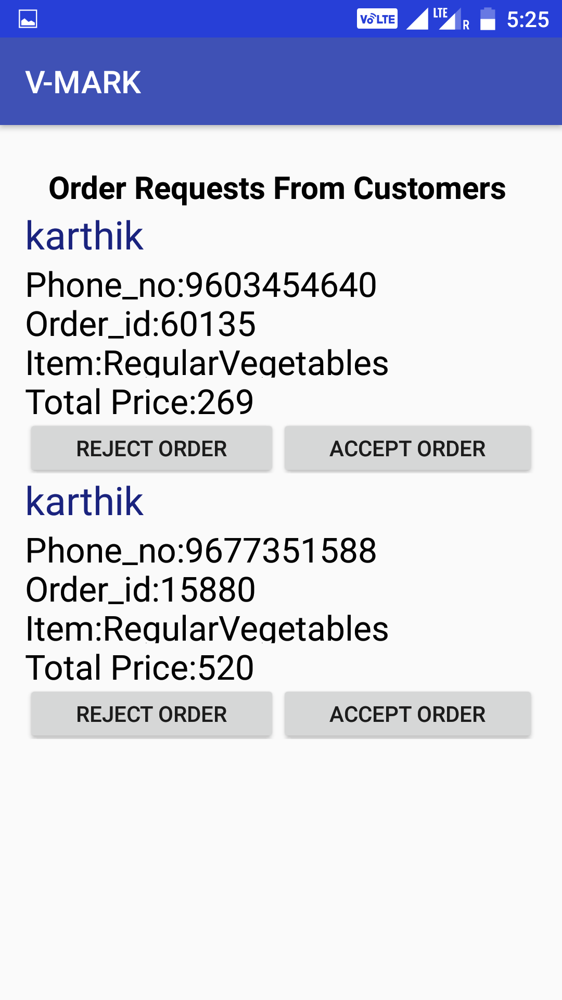 VoLTE LTE R 5:25
V-MARK
Order Requests From Customers
karthik
Phone_no:9603454640
Order_id:60135
Item:RegularVegetables
Total Price:269
REJECT ORDER ACCEPT ORDER
karthik
Phone_no:9677351588
Order_id:15880
Item:RegularVegetables
Total Price:520
REJECT ORDER ACCEPT ORDER